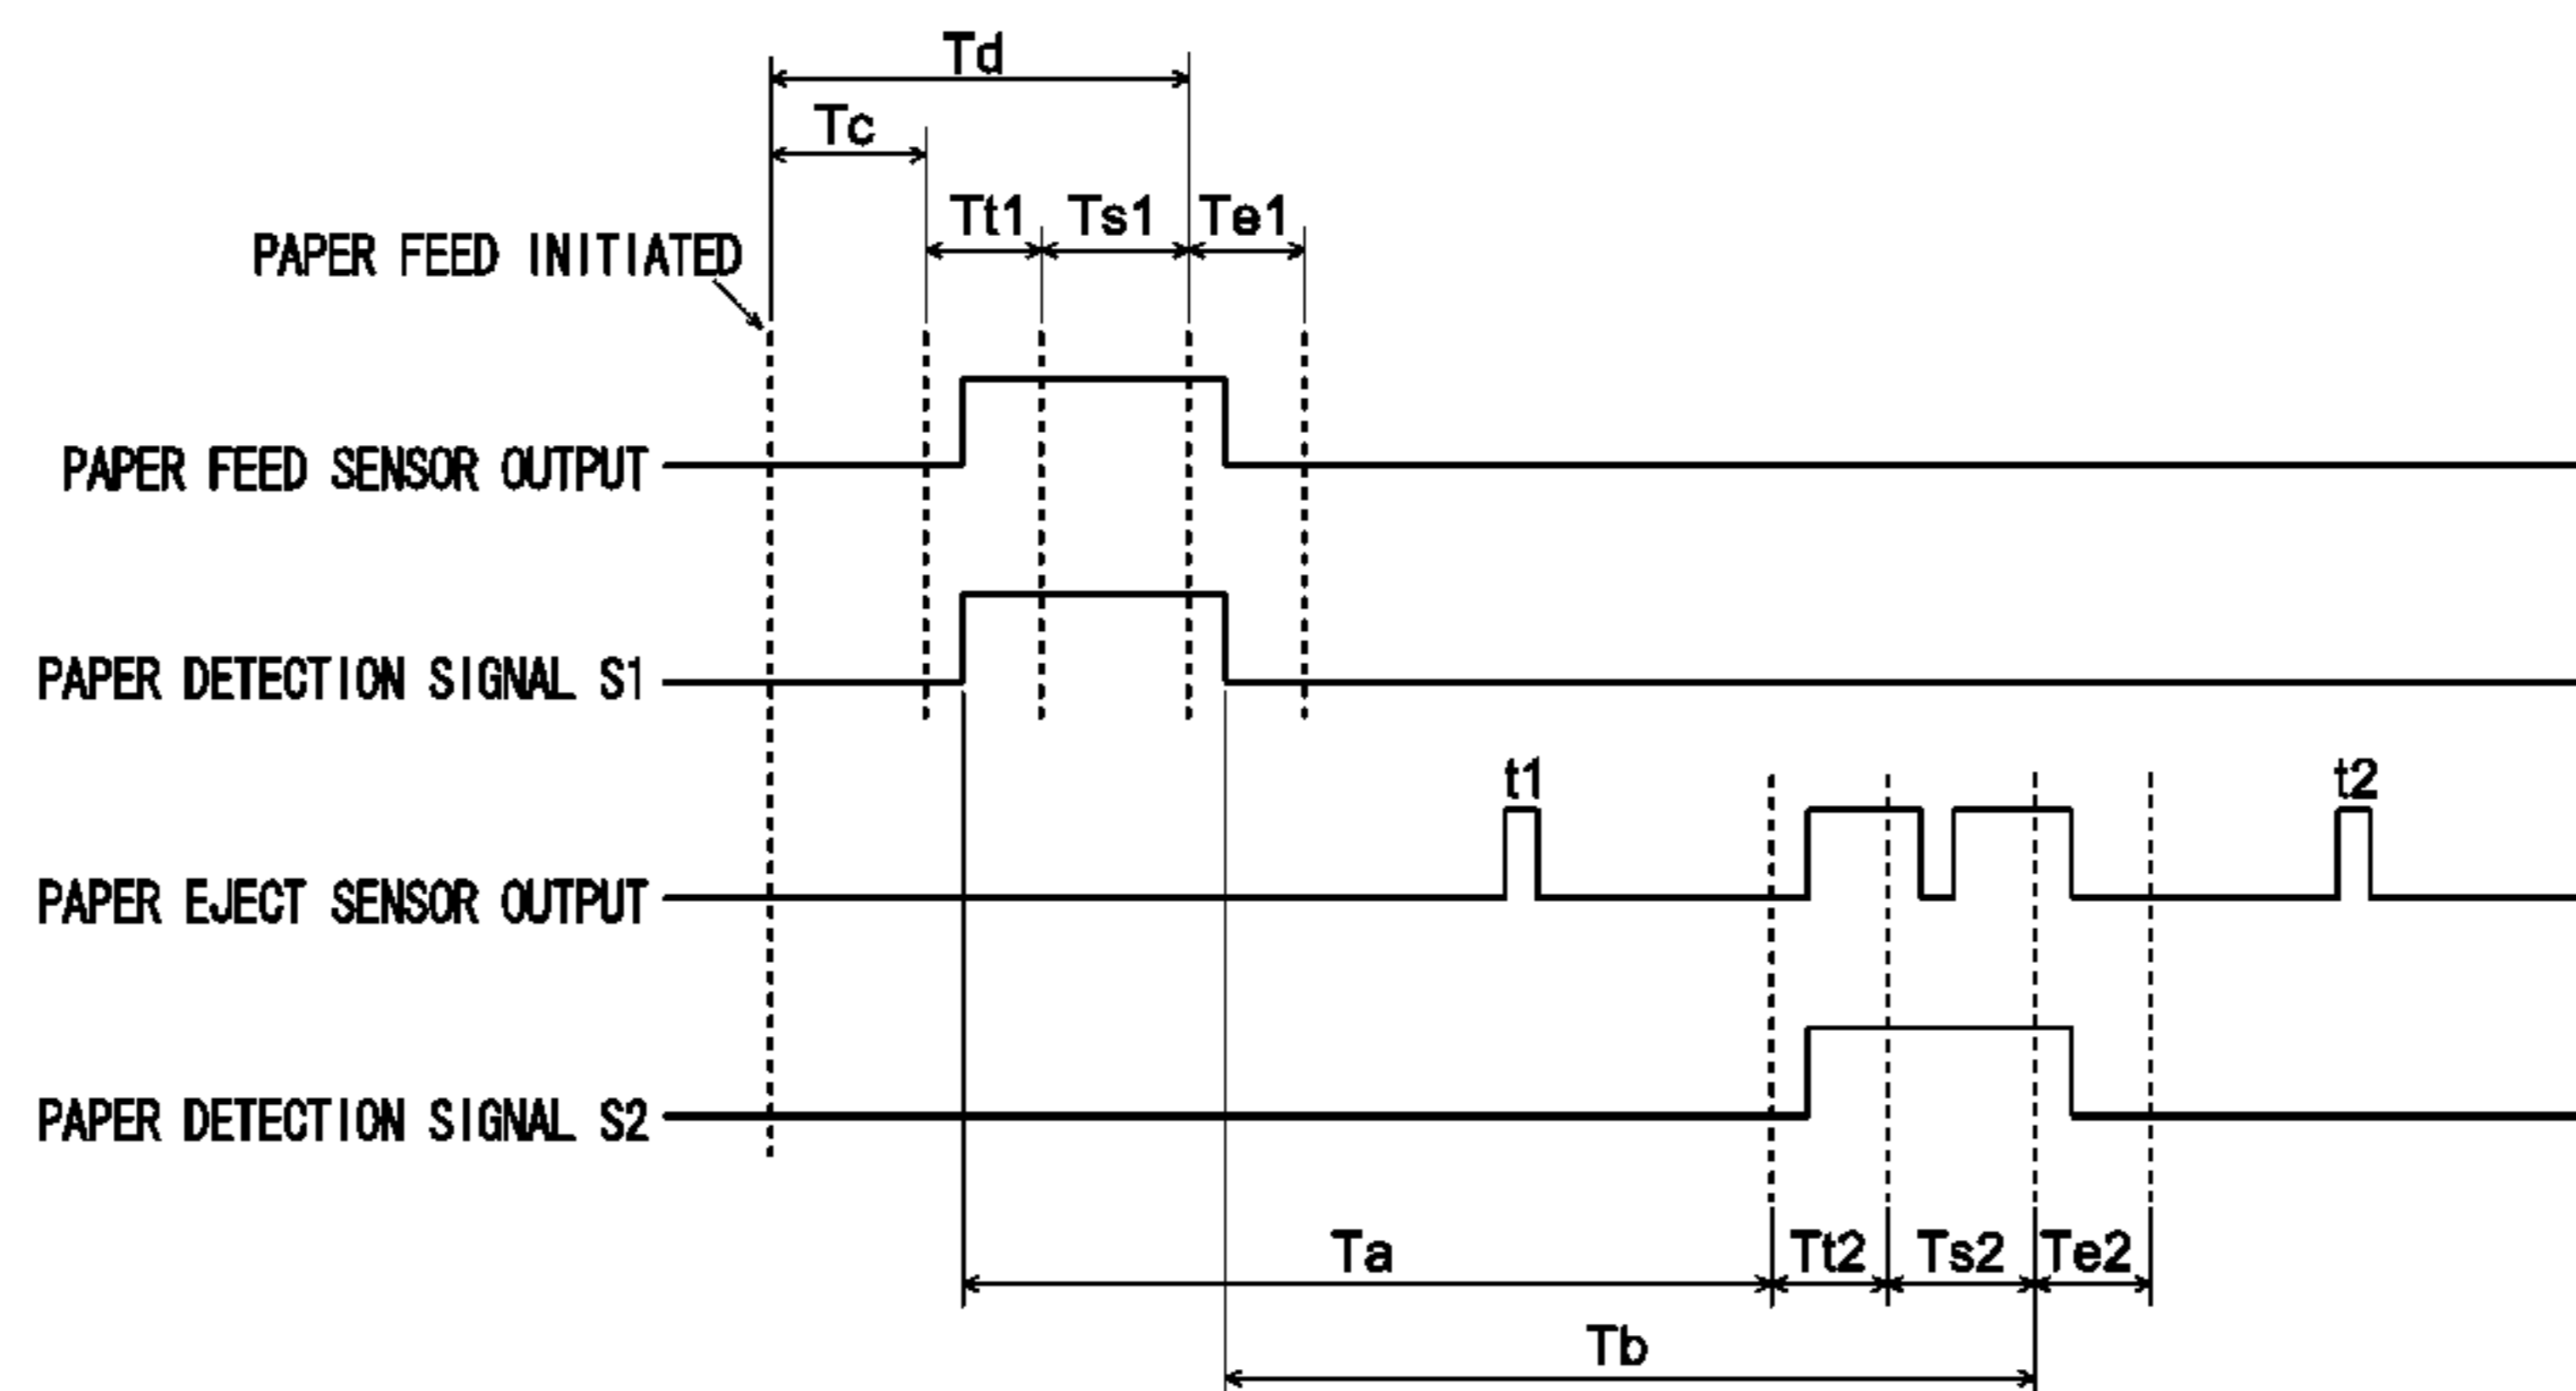 Td
Tc
Tt1 Ts1 Te1
PAPER FEED INITIATED
PAPER FEED SENSOR OUTPUT
PAPER DETECTION SIGNAL S1
t1 t2
PAPER EJECT SENSOR OUTPUT
PAPER DETECTION SIGNAL S2
Ta Tt2 Ts2 Te2
Tb